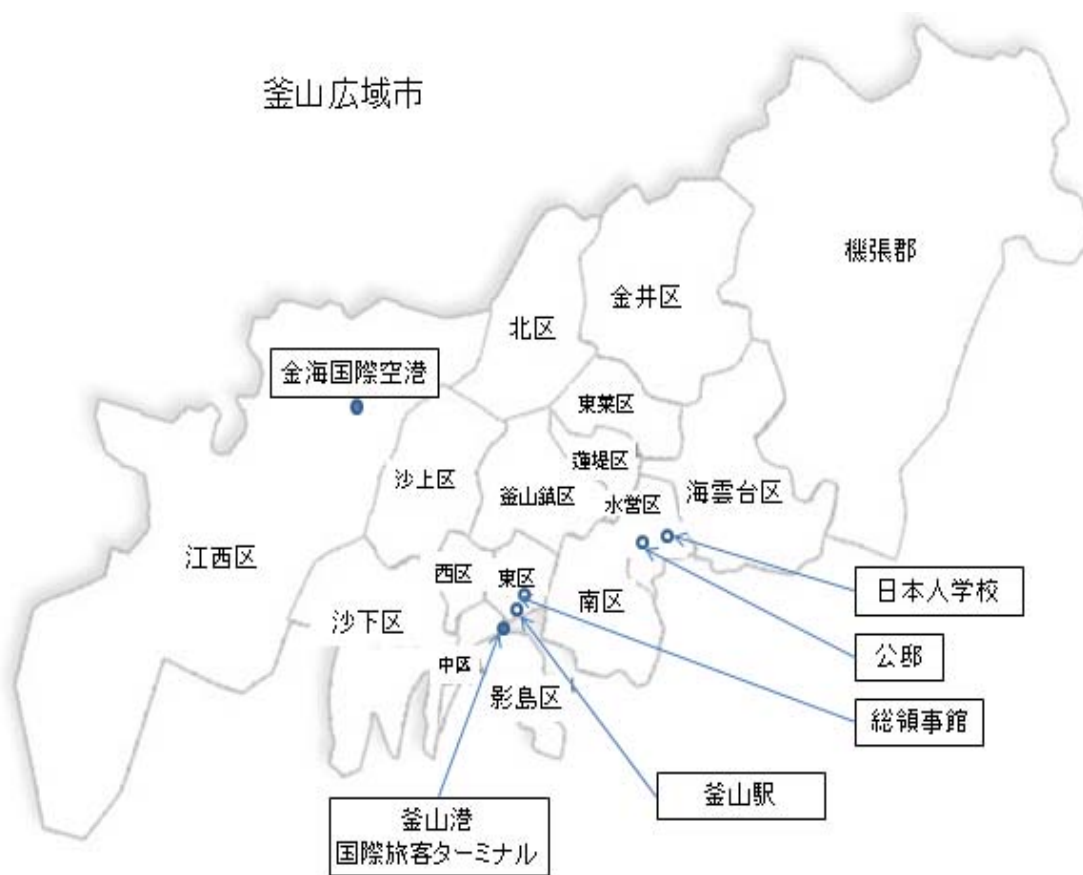 釜山広域市
機張郡
金井区
北区
金海国際空港
東菜区
蓮堤区
沙上区
釜山鎮区
水営区
海雲台区
江西区
西区
東区
南区
日本人学校
沙下区
公邸
中区
影島区
総領事館
釜山駅
釜山港
国際旅客ターミナル